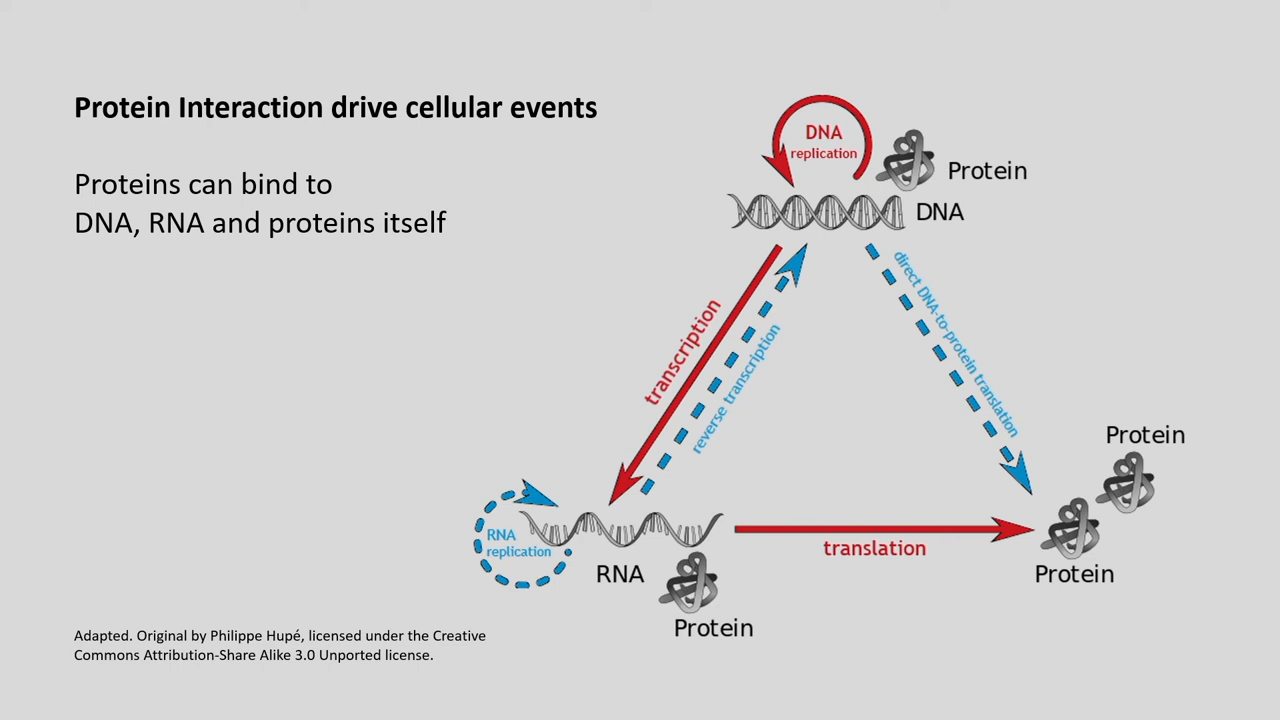 Protein Interaction drive cellular events
Proteins can bind to
DNA, RNA and proteins itself
DNA
replication
Protein
DNA
transcription
reverse transcription
direct DNA-to-protein translation
Protein
RNA
replication
translation
RNA
Protein
Protein
Adapted. Original by Philippe Hupé, licensed under the Creative
Commons Attribution-Share Alike 3.0 Unported license.